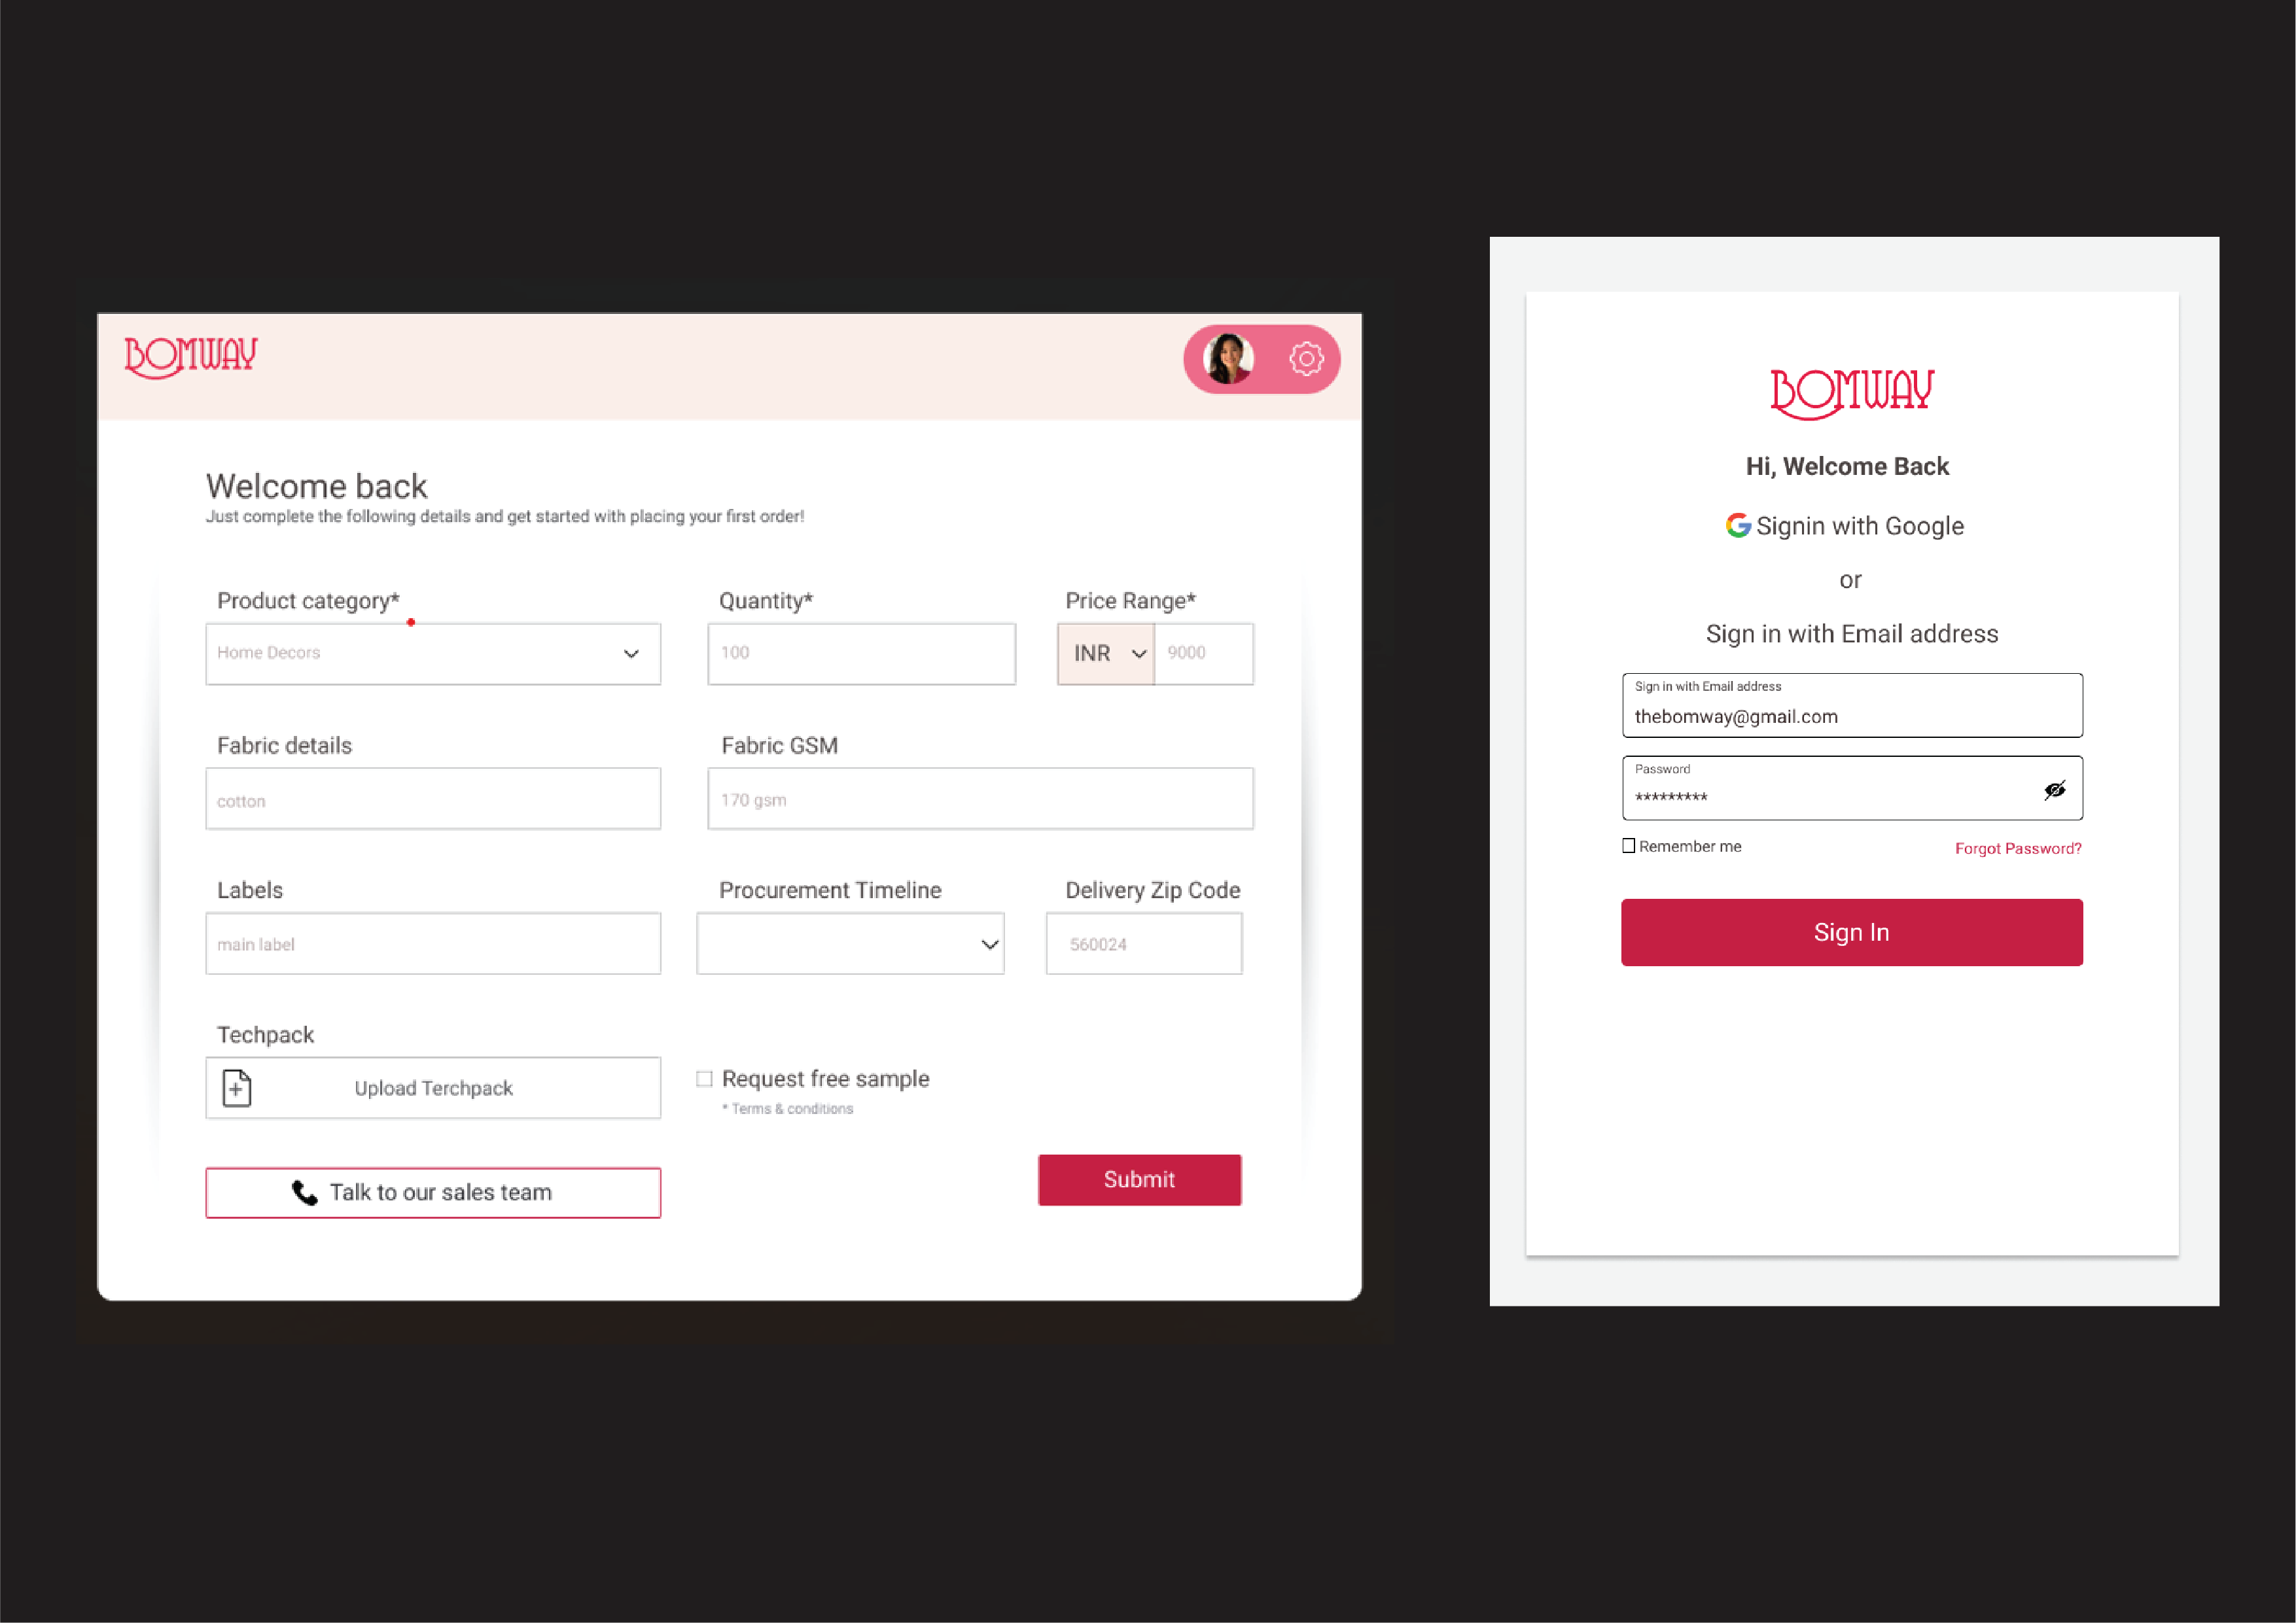 BOMWAY
Welcome back
Just complete the following details and get started with placing your first order!
Product category*
Quantity*
Price Range*
Home Decors
100
INR
9000
Fabric details
Fabric GSM
cotton
170 gsm
Labels
Procurement Timeline
Delivery Zip Code
main label
560024
Techpack
Upload Terchpack
Request free sample
* Terms & conditions
Talk to our sales team
Submit
BOMWAY
Hi, Welcome Back
Signin with Google
or
Sign in with Email address
Sign in with Email address
thebomway@gmail.com
Password
*********
Remember me
Forgot Password?
Sign In